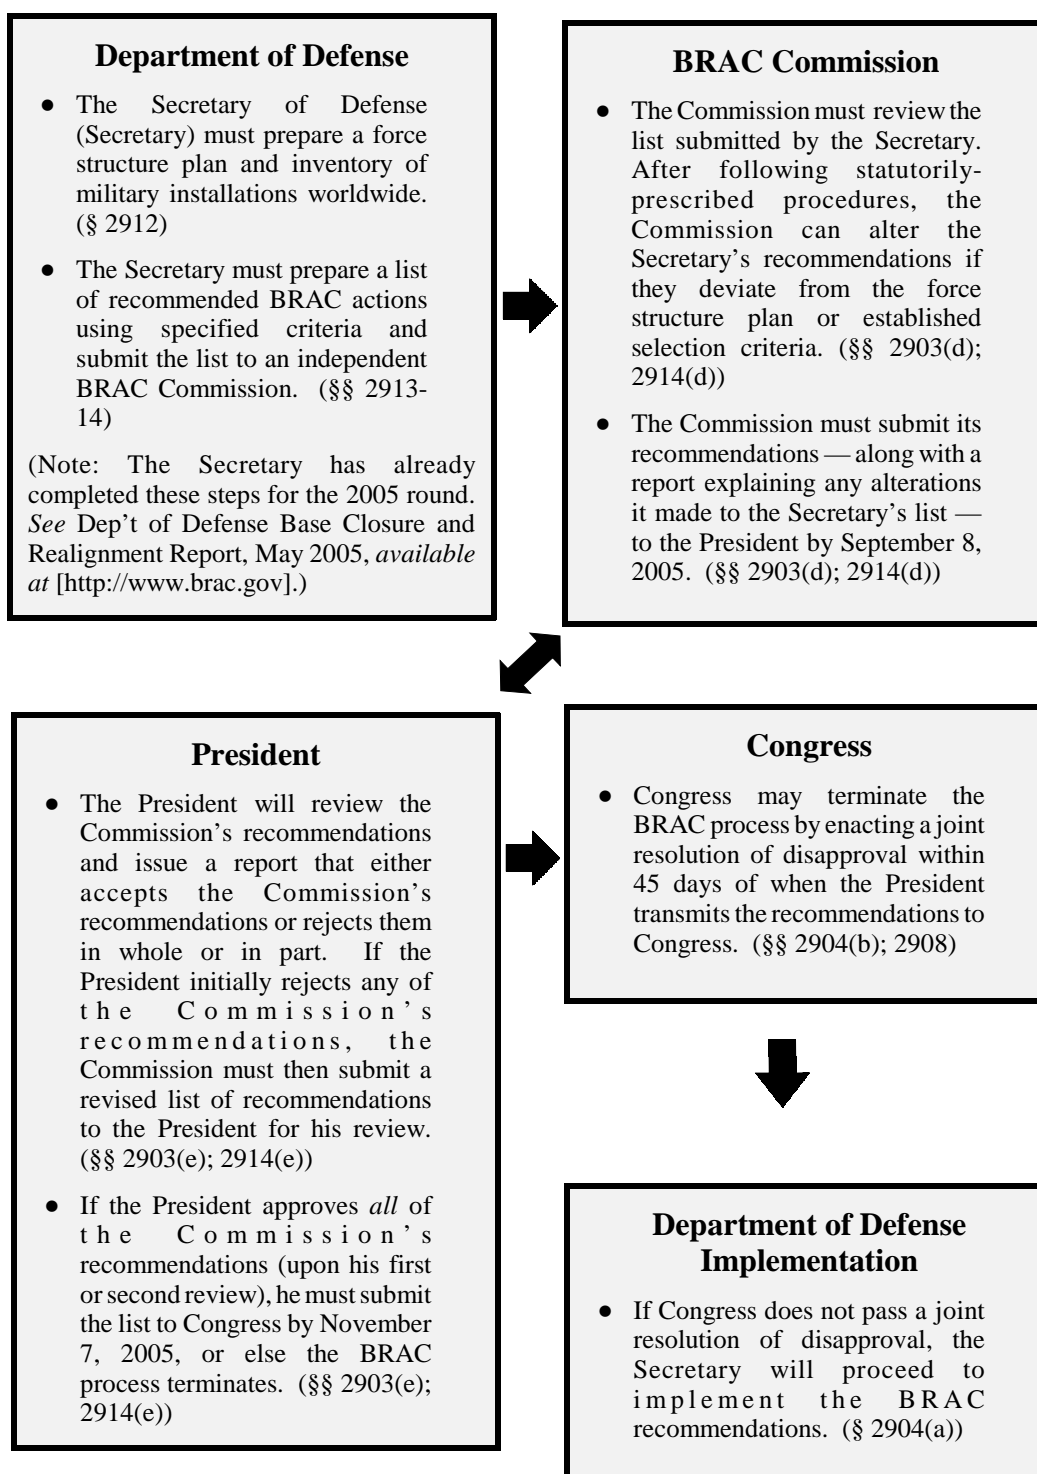 Department of Defense
● The Secretary of Defense
(Secretary) must prepare a force
structure plan and inventory of
military installations worldwide.
(§ 2912)
● The Secretary must prepare a list
of recommended BRAC actions
using specified criteria and
submit the list to an independent
BRAC Commission. (§§ 2913-
14)
(Note: The Secretary has already
completed these steps for the 2005 round.
See Dep’t of Defense Base Closure and
Realignment Report, May 2005, available
at [http://www.brac.gov].)
BRAC Commission
● The Commission must review the
list submitted by the Secretary.
After following statutorily-
prescribed procedures, the
Commission can alter the
Secretary’s recommendations if
they deviate from the force
structure plan or established
selection criteria. (§§ 2903(d);
2914(d))
● The Commission must submit its
recommendations — along with a
report explaining any alterations
it made to the Secretary’s list —
to the President by September 8,
2005. (§§ 2903(d); 2914(d))
President
● The President will review the
Commission’s recommendations
and issue a report that either
accepts the Commission’s
recommendations or rejects them
in whole or in part. If the
President initially rejects any of
the Commission’s
recommendations, the
Commission must then submit a
revised list of recommendations
to the President for his review.
(§§ 2903(e); 2914(e))
● If the President approves all of
the Commission’s
recommendations (upon his first
or second review), he must submit
the list to Congress by November
7, 2005, or else the BRAC
process terminates. (§§ 2903(e);
2914(e))
Congress
● Congress may terminate the
BRAC process by enacting a joint
resolution of disapproval within
45 days of when the President
transmits the recommendations to
Congress. (§§ 2904(b); 2908)
Department of Defense
Implementation
● If Congress does not pass a joint
resolution of disapproval, the
Secretary will proceed to
implement the BRAC
recommendations. (§ 2904(a))